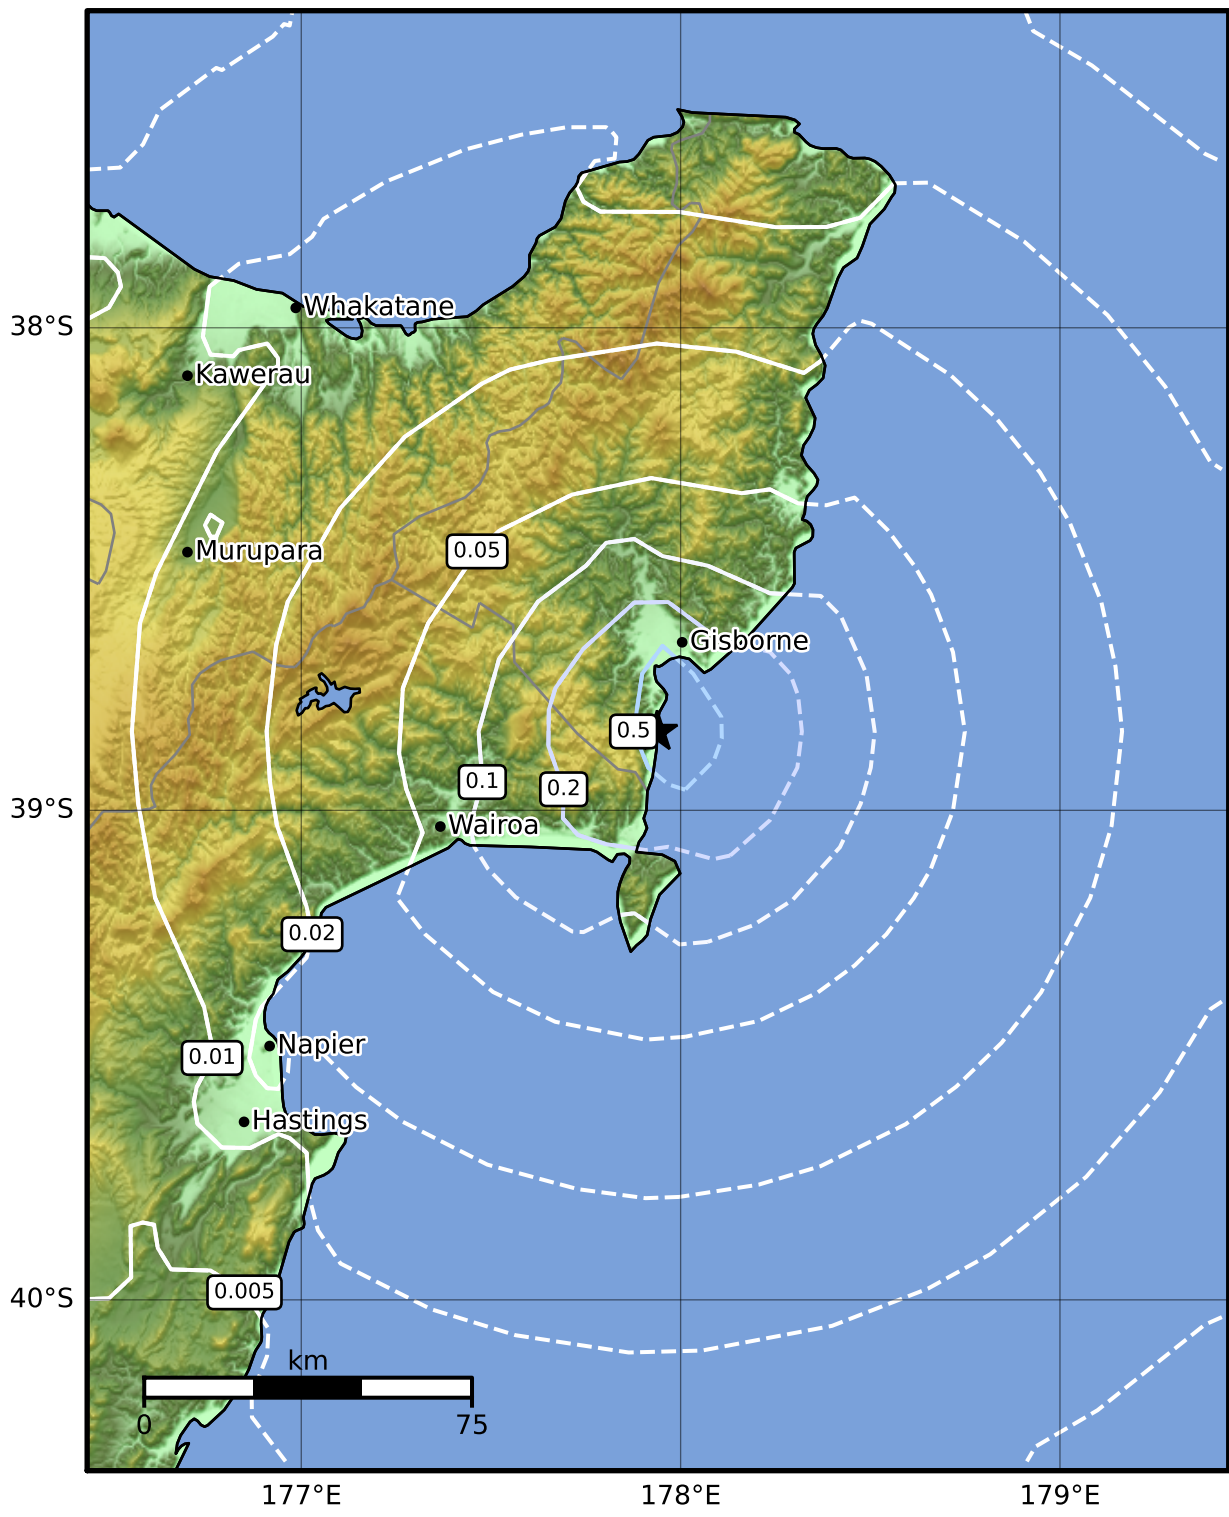 Whakatane
38°S
Kawerau
0.05
Murupara
Gisborne
0.5
0.1
0.2
39°S
Wairoa
0.02
Napier
0.01
Hastings
0.005
40°S
km
0
75
177°E
178°E
179°E